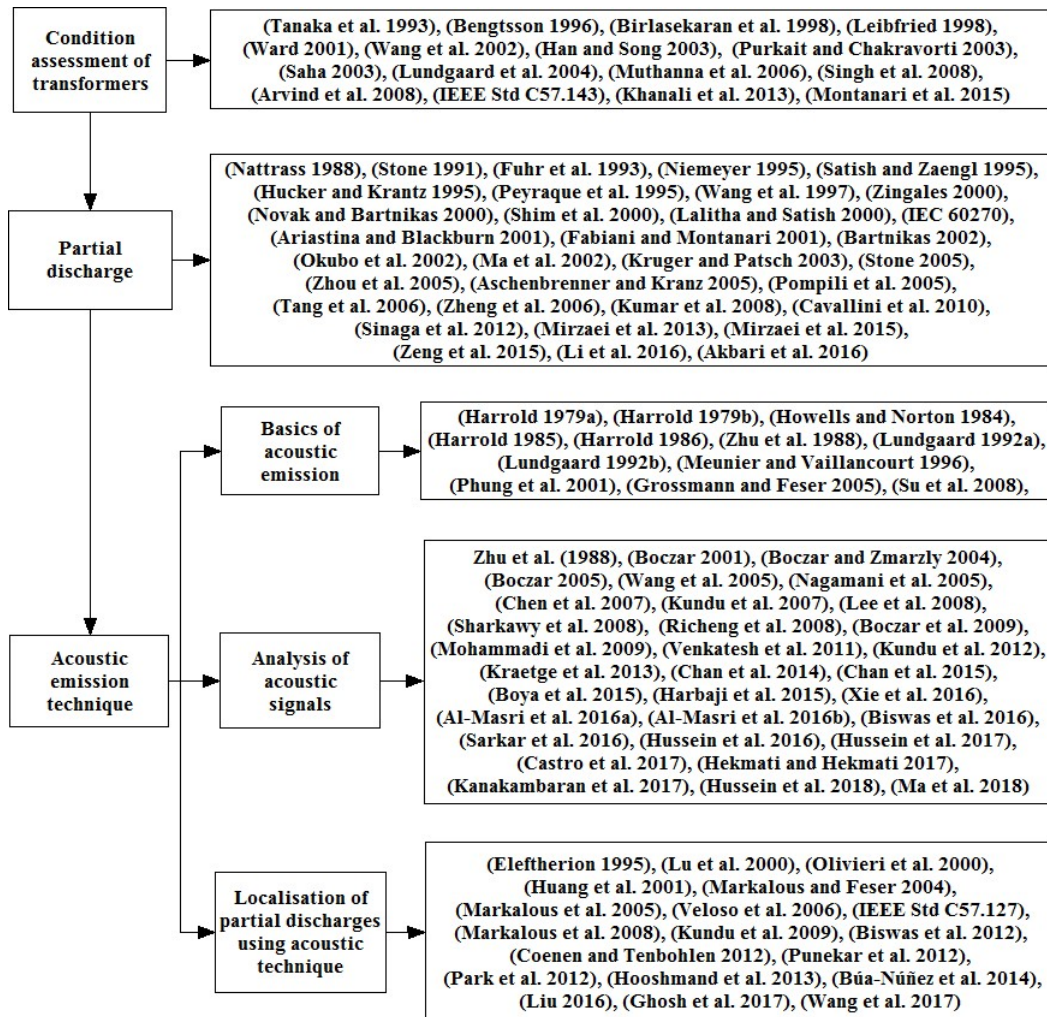 Condition
assessment of
transformers
(Tanaka et al. 1993), (Bengtsson 1996), (Birlasekaran et al. 1998), (Leibfried 1998),
(Ward 2001), (Wang et al. 2002), (Han and Song 2003), (Purkait and Chakravorti 2003),
(Saha 2003), (Lundgaard et al. 2004), (Muthanna et al. 2006), (Singh et al. 2008),
(Arvind et al. 2008), (IEEE Std C57.143), (Khanali et al. 2013), (Montanari et al. 2015)
Partial
discharge
(Nattrass 1988), (Stone 1991), (Fuhr et al. 1993), (Niemeyer 1995), (Satish and Zaengl 1995),
(Hucker and Krantz 1995), (Peyraque et al. 1995), (Wang et al. 1997), (Zingales 2000),
(Novak and Bartnikas 2000), (Shim et al. 2000), (Lalitha and Satish 2000), (IEC 60270),
(Ariastina and Blackburn 2001), (Fabiani and Montanari 2001), (Bartnikas 2002),
(Okubo et al. 2002), (Ma et al. 2002), (Kruger and Patsch 2003), (Stone 2005),
(Zhou et al. 2005), (Aschenbrenner and Kranz 2005), (Pompili et al. 2005),
(Tang et al. 2006), (Zheng et al. 2006), (Kumar et al. 2008), (Cavallini et al. 2010),
(Sinaga et al. 2012), (Mirzaei et al. 2013), (Mirzaei et al. 2015),
(Zeng et al. 2015), (Li et al. 2016), (Akbari et al. 2016)
Acoustic
emission
technique
Basics of
acoustic
emission
(Harrold 1979a), (Harrold 1979b), (Howells and Norton 1984),
(Harrold 1985), (Harrold 1986), (Zhu et al. 1988), (Lundgaard 1992a),
(Lundgaard 1992b), (Meunier and Vaillancourt 1996),
(Phung et al. 2001), (Grossmann and Feser 2005), (Su et al. 2008),
Analysis of
acoustic
signals
Zhu et al. (1988), (Boczar 2001), (Boczar and Zmarzly 2004),
(Boczar 2005), (Wang et al. 2005), (Nagamani et al. 2005),
(Chen et al. 2007), (Kundu et al. 2007), (Lee et al. 2008),
(Sharkawy et al. 2008), (Richeng et al. 2008), (Boczar et al. 2009),
(Mohammadi et al. 2009), (Venkatesh et al. 2011), (Kundu et al. 2012),
(Kraetge et al. 2013), (Chan et al. 2014), (Chan et al. 2015),
(Boya et al. 2015), (Harbaji et al. 2015), (Xie et al. 2016),
(Al-Masri et al. 2016a), (Al-Masri et al. 2016b), (Biswas et al. 2016),
(Sarkar et al. 2016), (Hussein et al. 2016), (Hussein et al. 2017),
(Castro et al. 2017), (Hekmati and Hekmati 2017),
(Kanakambaran et al. 2017), (Hussein et al. 2018), (Ma et al. 2018)
Localisation of
partial discharges
using acoustic
technique
(Eleftherion 1995), (Lu et al. 2000), (Olivieri et al. 2000),
(Huang et al. 2001), (Markalous and Feser 2004),
(Markalous et al. 2005), (Veloso et al. 2006), (IEEE Std C57.127),
(Markalous et al. 2008), (Kundu et al. 2009), (Biswas et al. 2012),
(Coenen and Tenbohlen 2012), (Punekar et al. 2012),
(Park et al. 2012), (Hooshmand et al. 2013), (Búa-Núñez et al. 2014),
(Liu 2016), (Ghosh et al. 2017), (Wang et al. 2017)